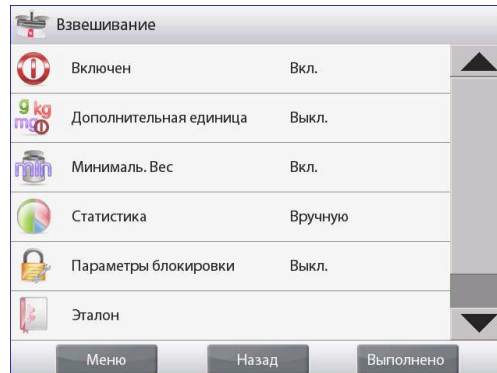 Взвешивание
Включен Вкл.
g kg mg
Дополнительная единица Выкл.
min
Минималь. Вес Вкл.
Статистика Вручную
Параметры блокировки Выкл.
Эталон
Меню Назад Выполнено